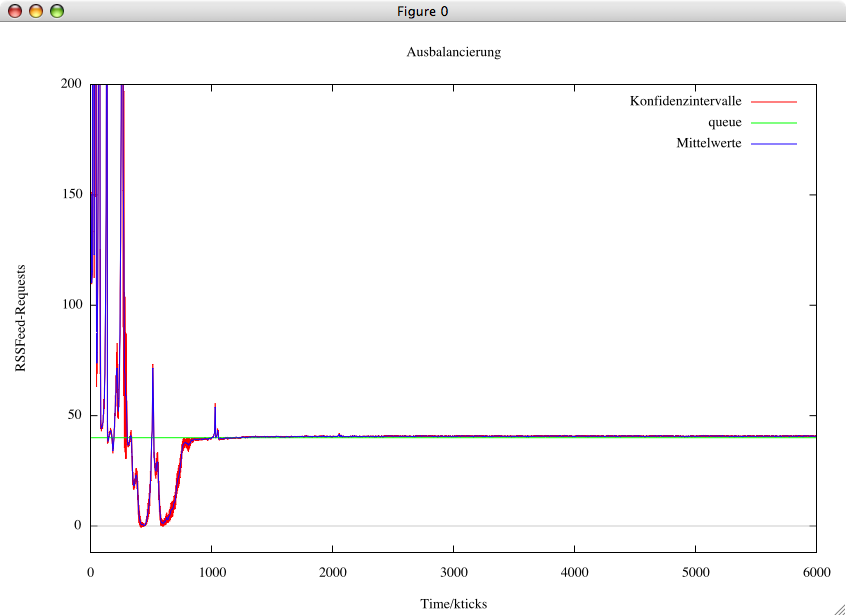 Figure 0
Ausbalancierung
200
150
100
50
0
RSSFeed-Requests
Konfidenzintervalle
queue
Mittelwerte
0 1000 2000 3000 4000 5000 6000
Time/kticks